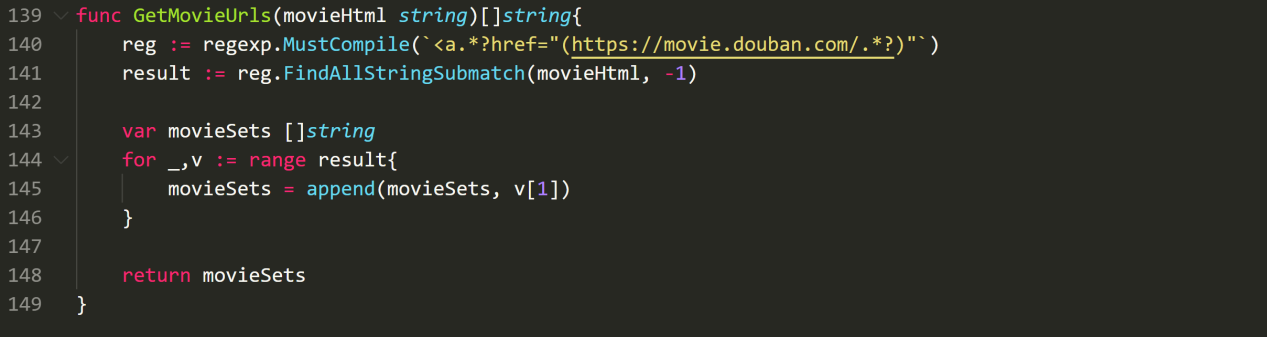 139 func GetMovieUrls(movieHtml string)[]string{
140     reg := regexp.MustCompile(`<a.*?href="(https://movie.douban.com/.*?)"`)
141     result := reg.FindAllStringSubmatch(movieHtml, -1)
142
143     var movieSets []string
144     for _,v := range result{
145         movieSets = append(movieSets, v[1])
146     }
147
148     return movieSets
149 }